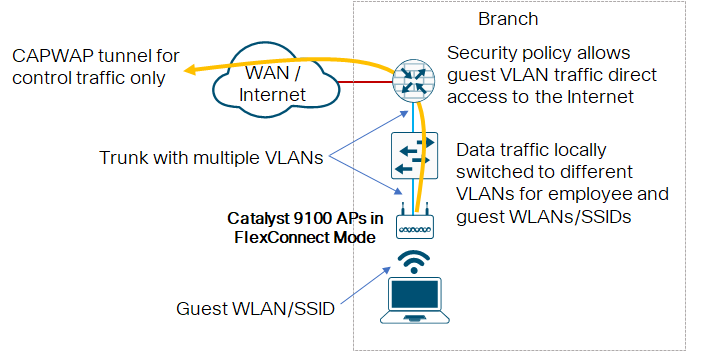 Branch
CAPWAP tunnel for
control traffic only
WAN /
Internet
Security policy allows
guest VLAN traffic direct
access to the Internet
Trunk with multiple VLANs
Data traffic locally
switched to different
VLANs for employee and
guest WLANs/SSIDs
Catalyst 9100 APs in
FlexConnect Mode
Guest WLAN/SSID